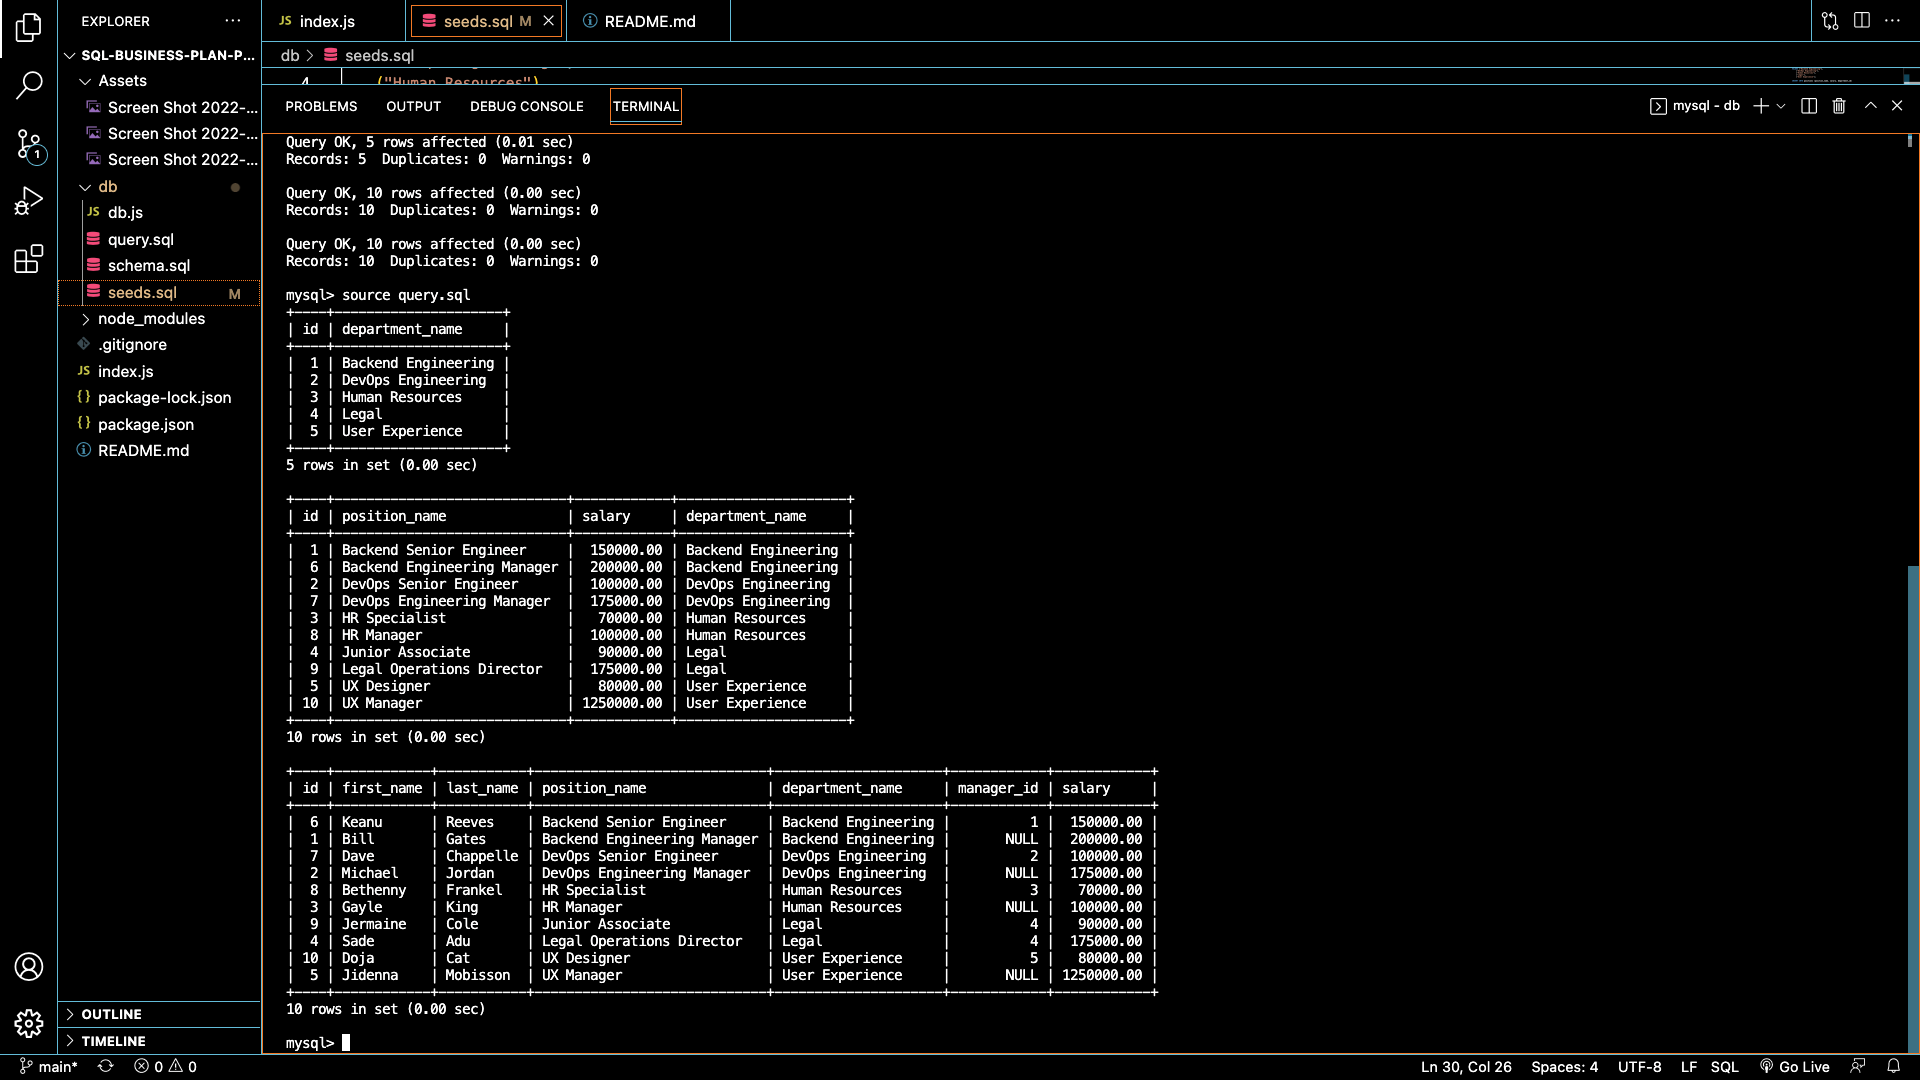 EXPLORER
SQL-BUSINESS-PLAN-P...
Assets
Screen Shot 2022-...
Screen Shot 2022-...
Screen Shot 2022-...
db
JS db.js
query.sql
schema.sql
seeds.sql M
node_modules
.gitignore
JS index.js
{} package-lock.json
{} package.json
README.md
OUTLINE
TIMELINE
1
JS index.js
seeds.sql M
README.md
db > seeds.sql
4 ("Human Resources")
PROBLEMS OUTPUT DEBUG CONSOLE TERMINAL mysql - db
Query OK, 5 rows affected (0.01 sec)
Records: 5  Duplicates: 0  Warnings: 0
Query OK, 10 rows affected (0.00 sec)
Records: 10  Duplicates: 0  Warnings: 0
Query OK, 10 rows affected (0.00 sec)
Records: 10  Duplicates: 0  Warnings: 0
mysql> source query.sql
+----+---------------------+
| id | department_name     |
+----+---------------------+
|  1 | Backend Engineering |
|  2 | DevOps Engineering  |
|  3 | Human Resources     |
|  4 | Legal               |
|  5 | User Experience     |
+----+---------------------+
5 rows in set (0.00 sec)
+----+-----------------------------+------------+---------------------+
| id | position_name               | salary     | department_name     |
+----+-----------------------------+------------+---------------------+
|  1 | Backend Senior Engineer     |  150000.00 | Backend Engineering |
|  6 | Backend Engineering Manager |  200000.00 | Backend Engineering |
|  2 | DevOps Senior Engineer      |  100000.00 | DevOps Engineering  |
|  7 | DevOps Engineering Manager  |  175000.00 | DevOps Engineering  |
|  3 | HR Specialist               |   70000.00 | Human Resources     |
|  8 | HR Manager                  |  100000.00 | Human Resources     |
|  4 | Junior Associate            |   90000.00 | Legal               |
|  9 | Legal Operations Director   |  175000.00 | Legal               |
|  5 | UX Designer                 |   80000.00 | User Experience     |
| 10 | UX Manager                  | 1250000.00 | User Experience     |
+----+-----------------------------+------------+---------------------+
10 rows in set (0.00 sec)
+----+------------+-----------+-----------------------------+---------------------+------------+------------+
| id | first_name | last_name | position_name               | department_name     | manager_id | salary     |
+----+------------+-----------+-----------------------------+---------------------+------------+------------+
|  6 | Keanu      | Reeves    | Backend Senior Engineer     | Backend Engineering |          1 |  150000.00 |
|  1 | Bill       | Gates     | Backend Engineering Manager | Backend Engineering |       NULL |  200000.00 |
|  7 | Dave       | Chappelle | DevOps Senior Engineer      | DevOps Engineering  |          2 |  100000.00 |
|  2 | Michael    | Jordan    | DevOps Engineering Manager  | DevOps Engineering  |       NULL |  175000.00 |
|  8 | Bethenny   | Frankel   | HR Specialist               | Human Resources     |          3 |   70000.00 |
|  3 | Gayle      | King      | HR Manager                  | Human Resources     |       NULL |  100000.00 |
|  9 | Jermaine   | Cole      | Junior Associate            | Legal               |          4 |   90000.00 |
|  4 | Sade       | Adu       | Legal Operations Director   | Legal               |          4 |  175000.00 |
| 10 | Doja       | Cat       | UX Designer                 | User Experience     |          5 |   80000.00 |
|  5 | Jidenna    | Mobisson  | UX Manager                  | User Experience     |       NULL | 1250000.00 |
+----+------------+-----------+-----------------------------+---------------------+------------+------------+
10 rows in set (0.00 sec)
mysql>
main* 0 0 Ln 30, Col 26 Spaces: 4 UTF-8 LF SQL Go Live